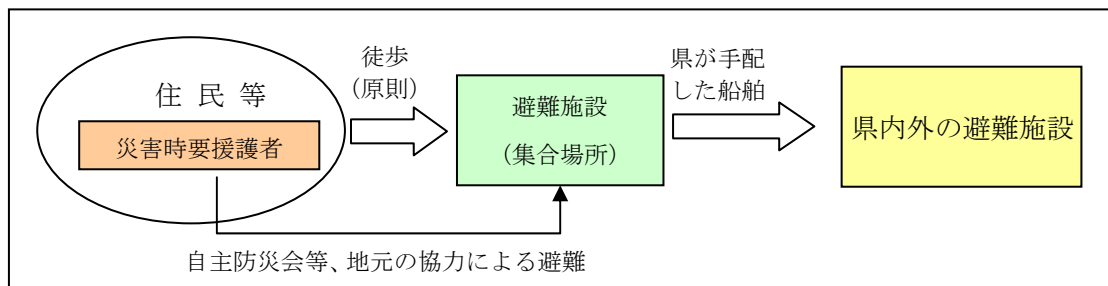 住 民 等
災害時要援護者
徒歩
(原則)
避難施設
(集合場所)
県が手配
した船舶
県内外の避難施設
自主防災会等、地元の協力による避難